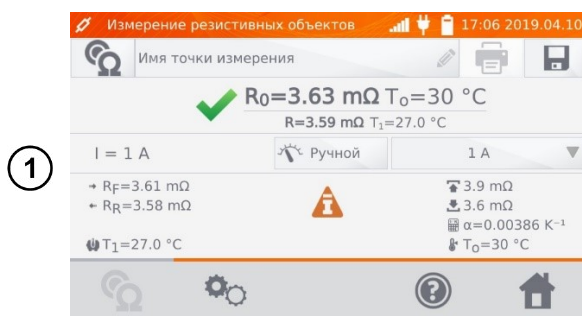 Измерение резистивных объектов 17:06 2019.04.10
Имя точки измерения
R0=3.63 mΩ To=30 °C
R=3.59 mΩ T1=27.0 °C
1
I = 1 A Ручной 1 A
RF=3.61 mΩ 3.9 mΩ
RR=3.58 mΩ 3.6 mΩ
α=0.00386 K⁻¹
T1=27.0 °C To=30 °C